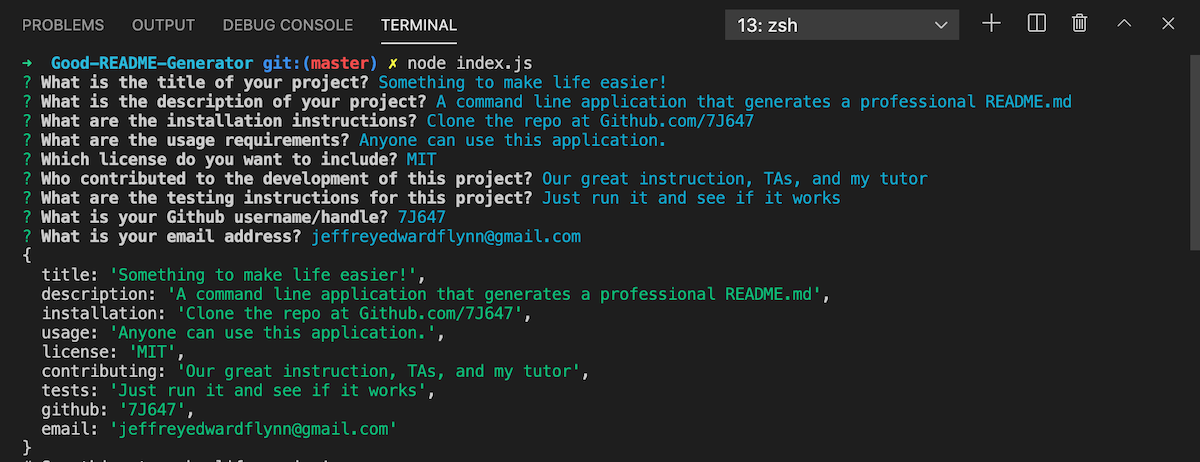 PROBLEMS OUTPUT DEBUG CONSOLE TERMINAL 13: zsh
➜ Good-README-Generator git:(master) ✗ node index.js
? What is the title of your project? Something to make life easier!
? What is the description of your project? A command line application that generates a professional README.md
? What are the installation instructions? Clone the repo at Github.com/7J647
? What are the usage requirements? Anyone can use this application.
? Which license do you want to include? MIT
? Who contributed to the development of this project? Our great instruction, TAs, and my tutor
? What are the testing instructions for this project? Just run it and see if it works
? What is your Github username/handle? 7J647
? What is your email address? jeffreyedwardflynn@gmail.com
{
  title: 'Something to make life easier!',
  description: 'A command line application that generates a professional README.md',
  installation: 'Clone the repo at Github.com/7J647',
  usage: 'Anyone can use this application.',
  license: 'MIT',
  contributing: 'Our great instruction, TAs, and my tutor',
  tests: 'Just run it and see if it works',
  github: '7J647',
  email: 'jeffreyedwardflynn@gmail.com'
}